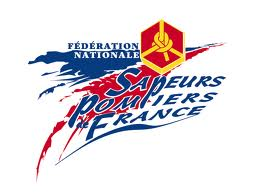 FÉDÉRATION
NATIONALE
SAPEURS
POMPIERS
de FRANCE